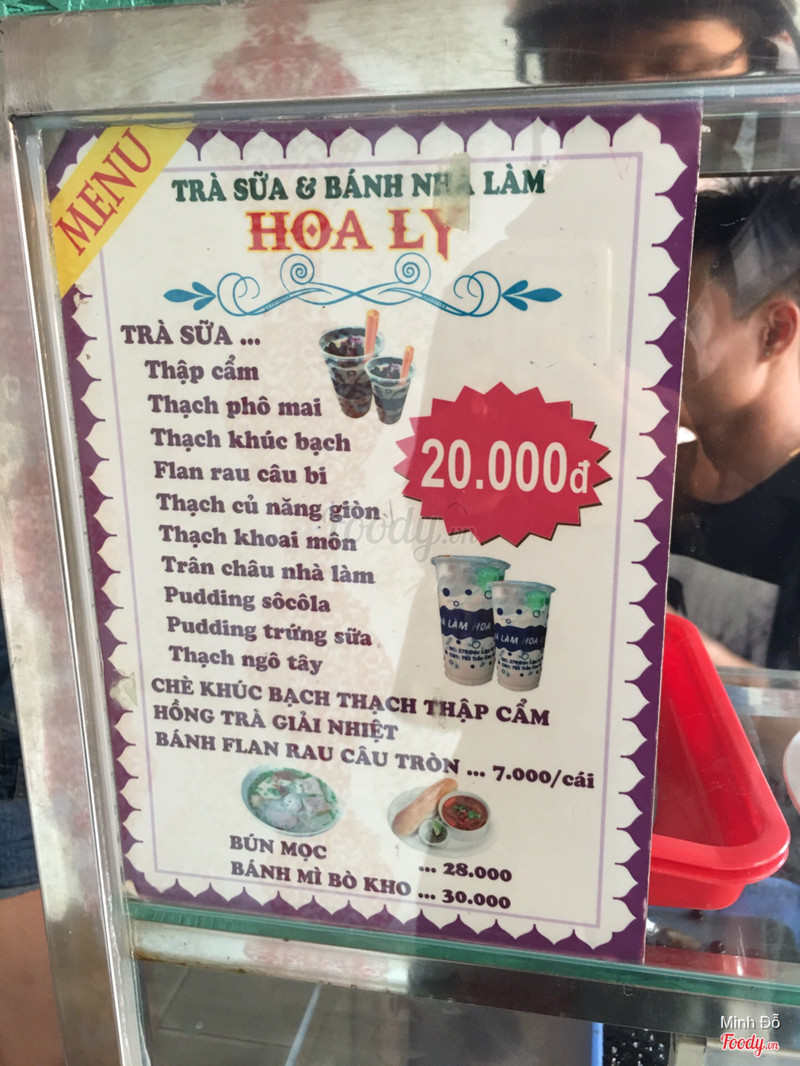 MENU
TRÀ SỮA & BÁNH NHÀ LÀM
HOA LY
TRÀ SỮA ...
Thập cẩm
Thạch phô mai
Thạch khúc bạch
Flan rau câu bi
Thạch củ năng giòn
Thạch khoai môn
Trân châu nhà làm
Pudding sôcôla
Pudding trứng sữa
Thạch ngô tây
20.000đ
CHÈ KHÚC BẠCH THẠCH THẬP CẨM
HỒNG TRÀ GIẢI NHIỆT
BÁNH FLAN RAU CÂU TRÒN ... 7.000/cái
BÚN MỌC ... 28.000
BÁNH MÌ BÒ KHO ... 30.000
Foody.vn
Minh Đỗ
Foody.vn